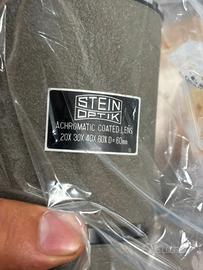 STEIN
OPTIK
ACHROMATIC COATED LENS
20X 30X 40X 60X D=60mm